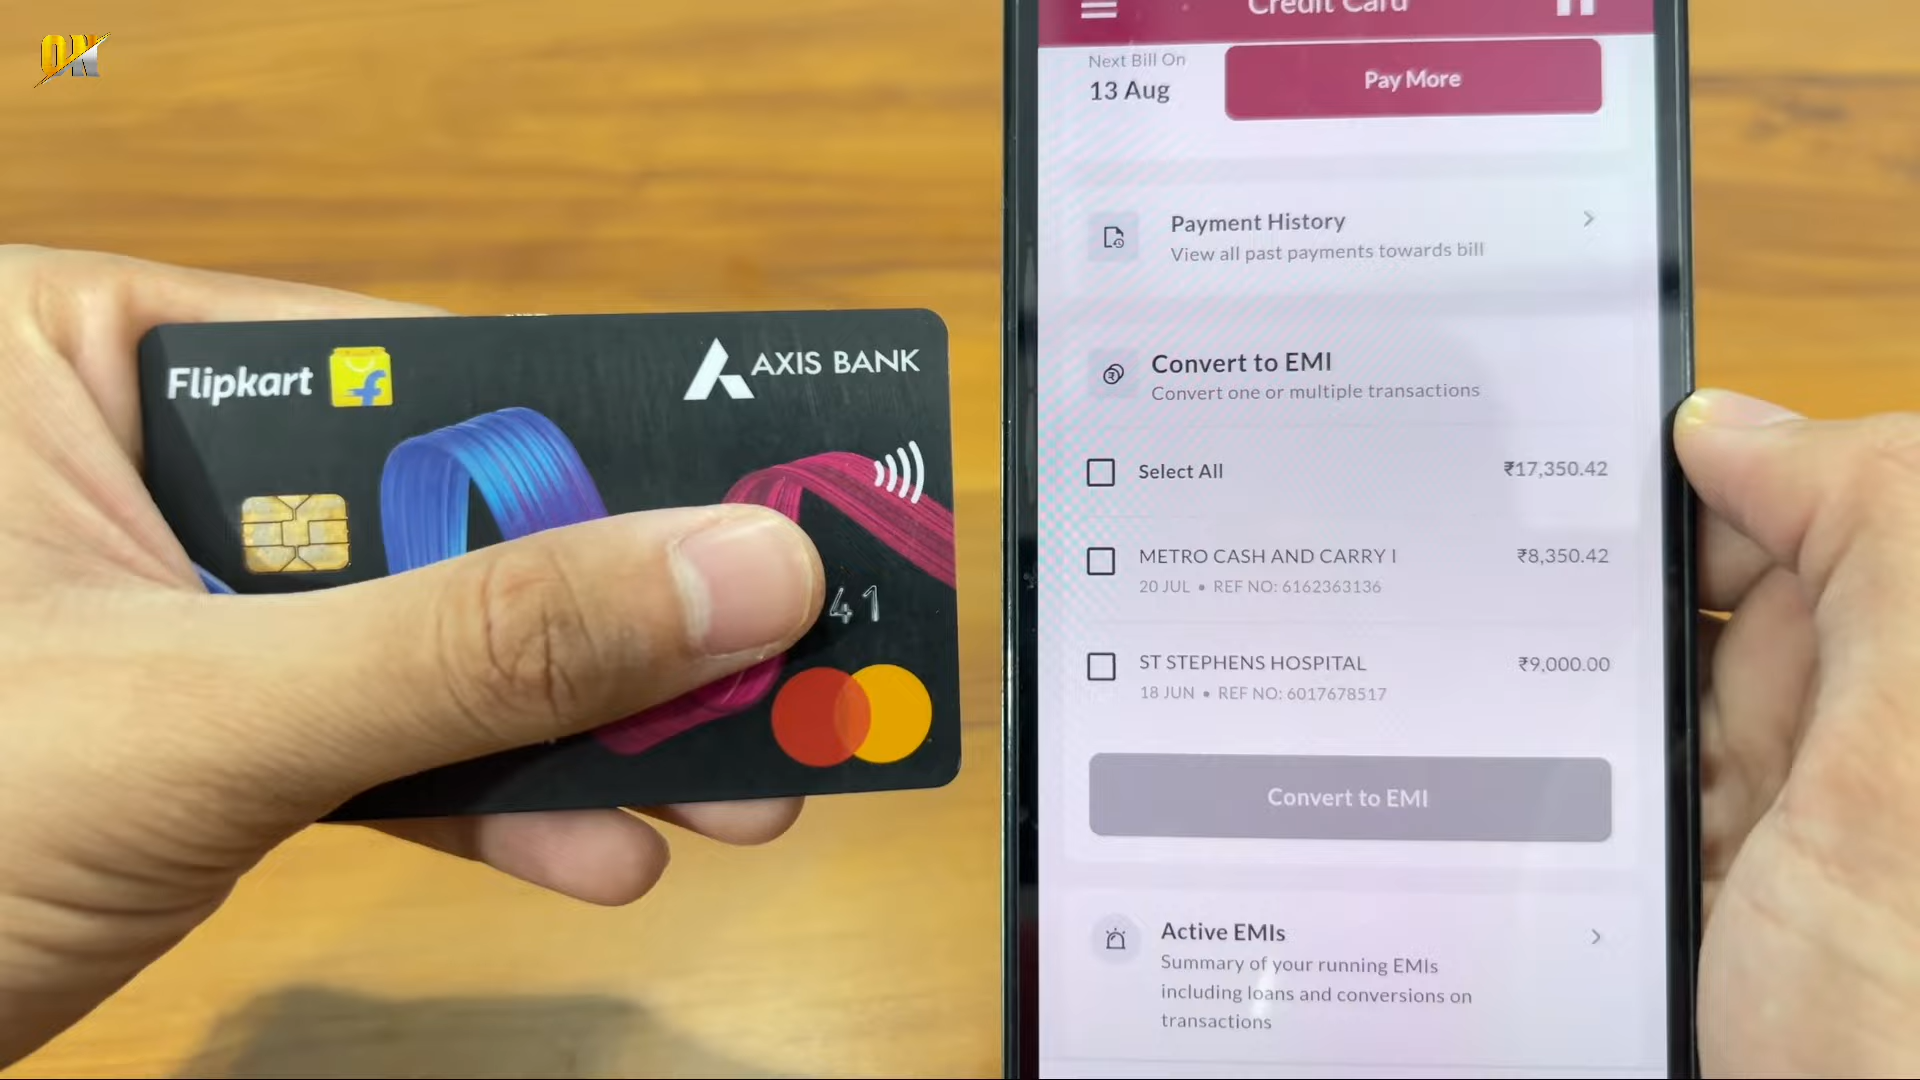 ON
Flipkart
AXIS BANK
41
Credit Card
Next Bill On
13 Aug
Pay More
Payment History
View all past payments towards bill
Convert to EMI
Convert one or multiple transactions
Select All ₹17,350.42
METRO CASH AND CARRY I ₹8,350.42
20 JUL • REF NO: 6162363136
ST STEPHENS HOSPITAL ₹9,000.00
18 JUN • REF NO: 6017678517
Convert to EMI
Active EMIs
Summary of your running EMIs
including loans and conversions on
transactions